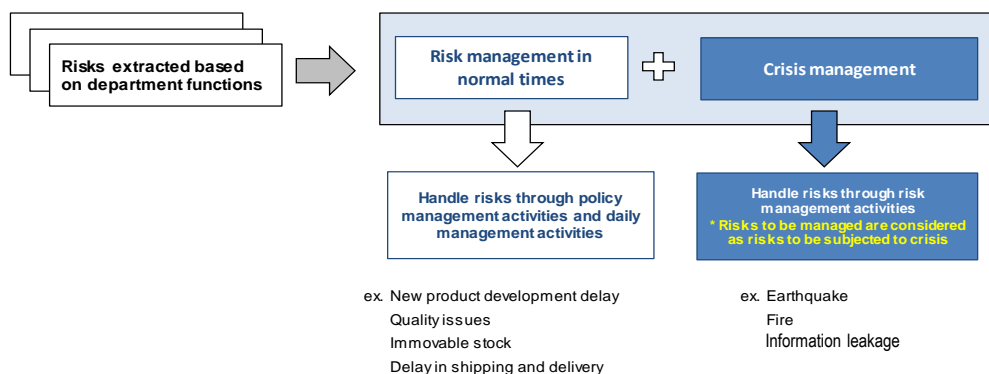 Risks extracted based
on department functions
Risk management in
normal times
Crisis management
Handle risks through policy
management activities and daily
management activities
Handle risks through risk
management activities
* Risks to be managed are considered
as risks to be subjected to crisis
ex. New product development delay
Quality issues
Immovable stock
Delay in shipping and delivery
ex. Earthquake
Fire
Information leakage